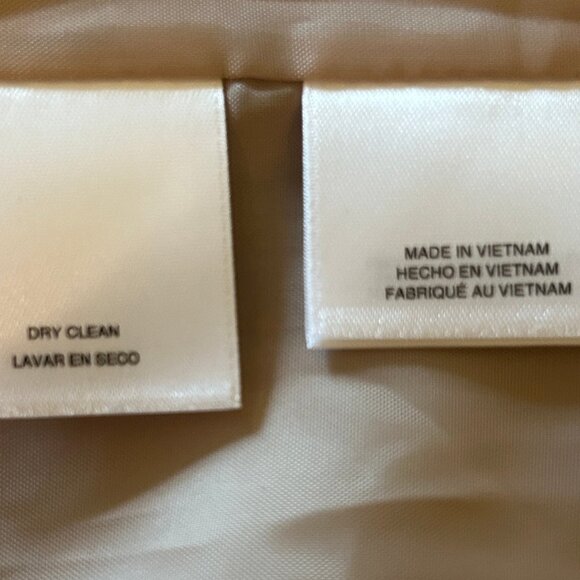 DRY CLEAN
LAVAR EN SECO
MADE IN VIETNAM
HECHO EN VIETNAM
FABRIQUÉ AU VIETNAM